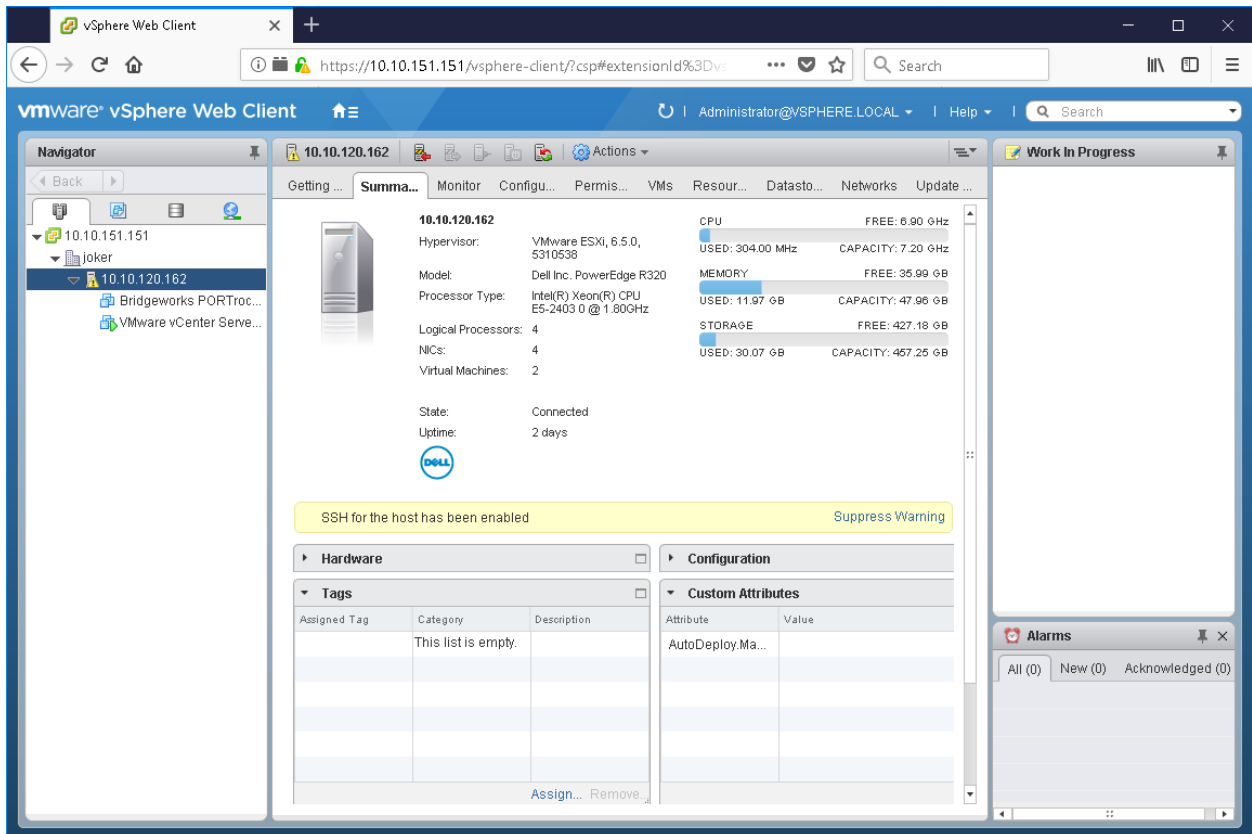 vSphere Web Client
https://10.10.151.151/vsphere-client/?csp#extensionId%3Dvs
Search
vmware® vSphere Web Client
Administrator@VSPHERE.LOCAL
Help
Search
Navigator
Back
10.10.151.151
joker
10.10.120.162
Bridgeworks PORTroc...
VMware vCenter Serve...
10.10.120.162
Actions
Getting ... Summa... Monitor Configu... Permis... VMs Resour... Datasto... Networks Update ...
10.10.120.162
Hypervisor: VMware ESXi, 6.5.0, 5310538
Model: Dell Inc. PowerEdge R320
Processor Type: Intel(R) Xeon(R) CPU E5-2403 0 @ 1.80GHz
Logical Processors: 4
NICs: 4
Virtual Machines: 2
State: Connected
Uptime: 2 days
DELL
CPU FREE: 6.90 GHz
USED: 304.00 MHz CAPACITY: 7.20 GHz
MEMORY FREE: 35.99 GB
USED: 11.97 GB CAPACITY: 47.96 GB
STORAGE FREE: 427.18 GB
USED: 30.07 GB CAPACITY: 457.25 GB
SSH for the host has been enabled Suppress Warning
Hardware
Configuration
Tags
Assigned Tag Category Description
This list is empty.
Assign... Remove...
Custom Attributes
Attribute Value
AutoDeploy.Ma...
Work In Progress
Alarms
All (0) New (0) Acknowledged (0)